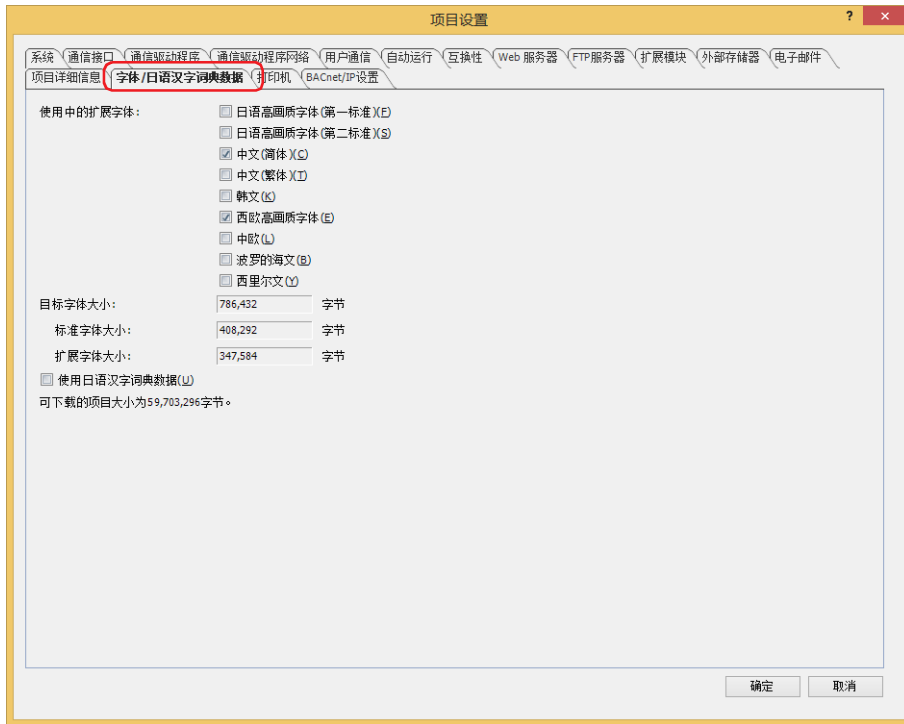 项目设置
? ×
系统 通信接口 通信驱动程序 通信驱动程序网络 用户通信 自动运行 互换性 Web 服务器 FTP服务器 扩展模块 外部存储器 电子邮件
项目详细信息 字体/日语汉字词典数据 打印机 BACnet/IP设置
使用中的扩展字体: 日语高画质字体(第一标准)(F)
日语高画质字体(第二标准)(S)
中文(简体)(C)
中文(繁体)(T)
韩文(K)
西欧高画质字体(E)
中欧(L)
波罗的海文(B)
西里尔文(Y)
目标字体大小: 786,432 字节
标准字体大小: 408,292 字节
扩展字体大小: 347,584 字节
使用日语汉字词典数据(U)
可下载的项目大小为59,703,296字节。
确定 取消